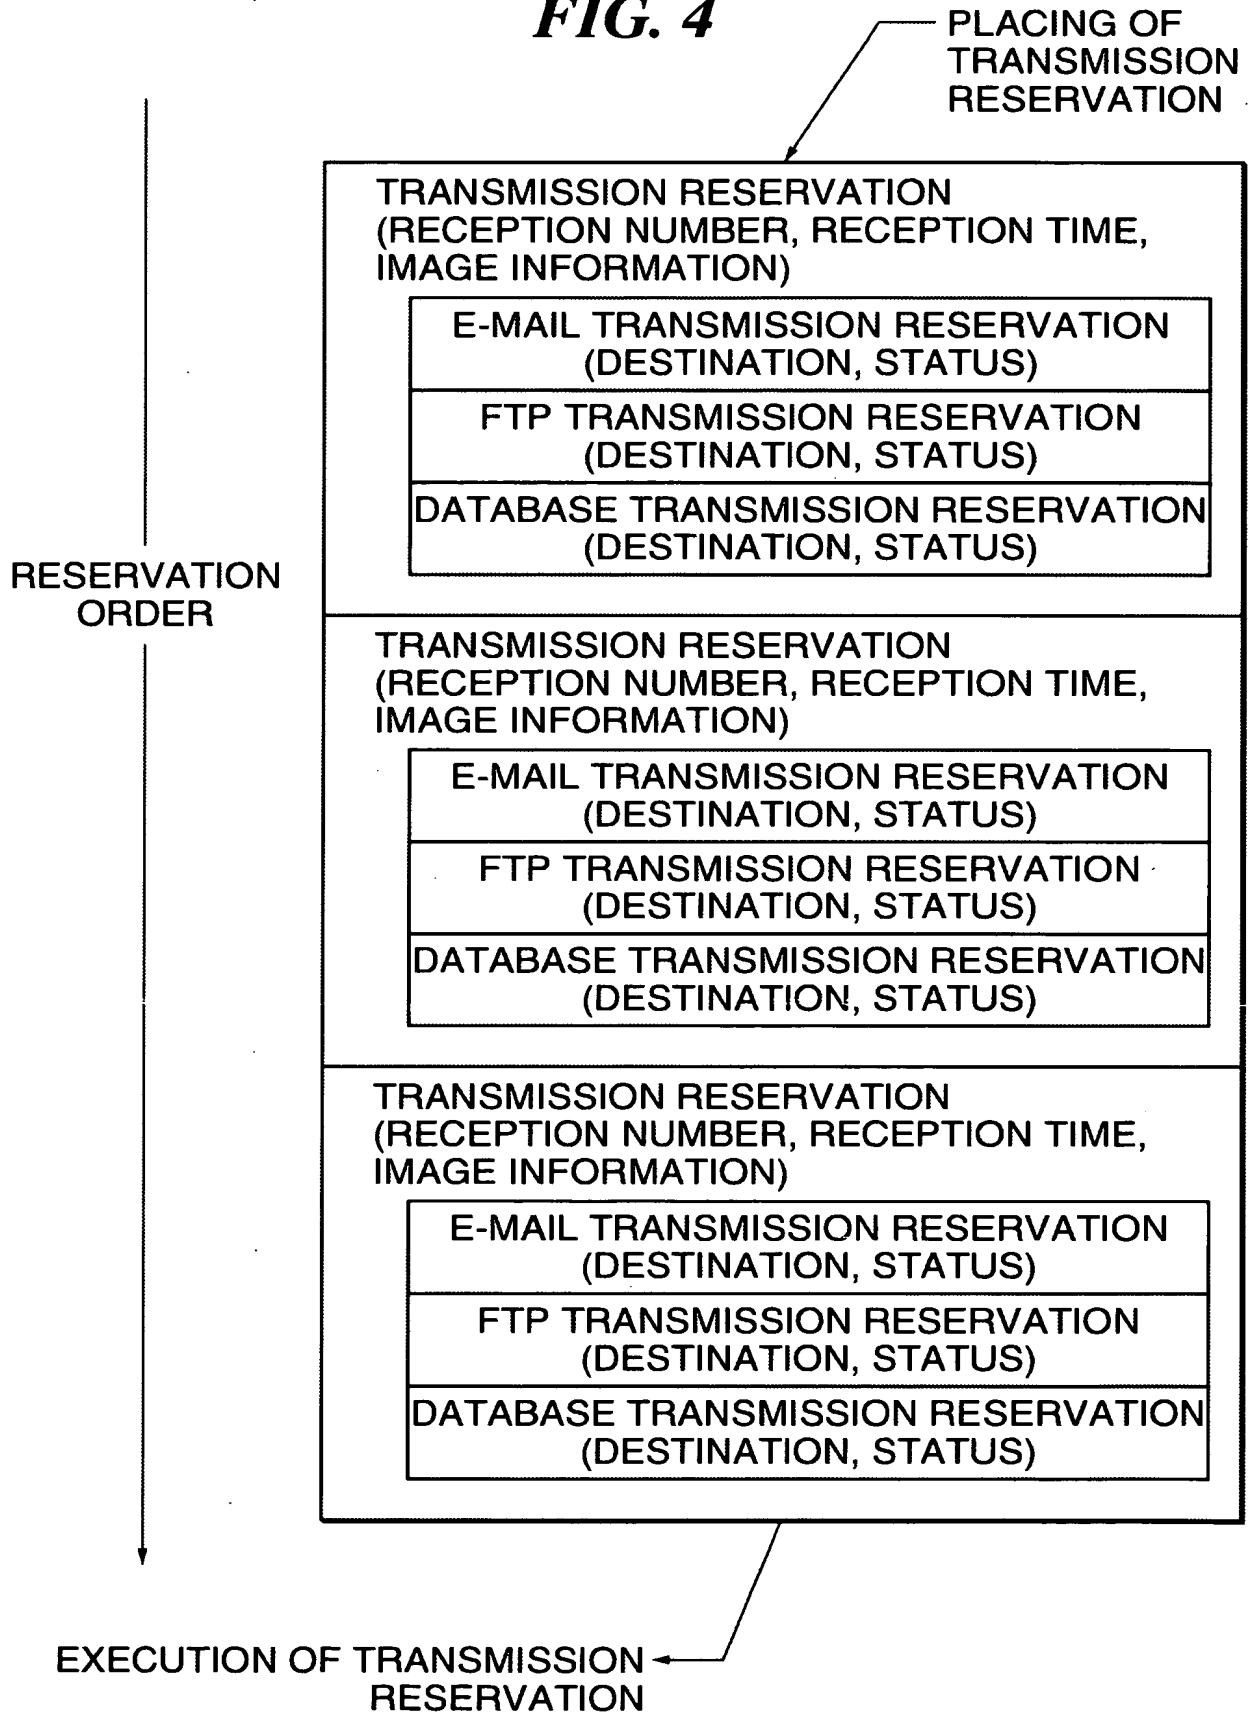 FIG. 4
PLACING OF
TRANSMISSION
RESERVATION
TRANSMISSION RESERVATION
(RECEPTION NUMBER, RECEPTION TIME,
IMAGE INFORMATION)
E-MAIL TRANSMISSION RESERVATION
(DESTINATION, STATUS)
FTP TRANSMISSION RESERVATION
(DESTINATION, STATUS)
DATABASE TRANSMISSION RESERVATION
(DESTINATION, STATUS)
RESERVATION
ORDER
TRANSMISSION RESERVATION
(RECEPTION NUMBER, RECEPTION TIME,
IMAGE INFORMATION)
E-MAIL TRANSMISSION RESERVATION
(DESTINATION, STATUS)
FTP TRANSMISSION RESERVATION
(DESTINATION, STATUS)
DATABASE TRANSMISSION RESERVATION
(DESTINATION, STATUS)
TRANSMISSION RESERVATION
(RECEPTION NUMBER, RECEPTION TIME,
IMAGE INFORMATION)
E-MAIL TRANSMISSION RESERVATION
(DESTINATION, STATUS)
FTP TRANSMISSION RESERVATION
(DESTINATION, STATUS)
DATABASE TRANSMISSION RESERVATION
(DESTINATION, STATUS)
EXECUTION OF TRANSMISSION
RESERVATION